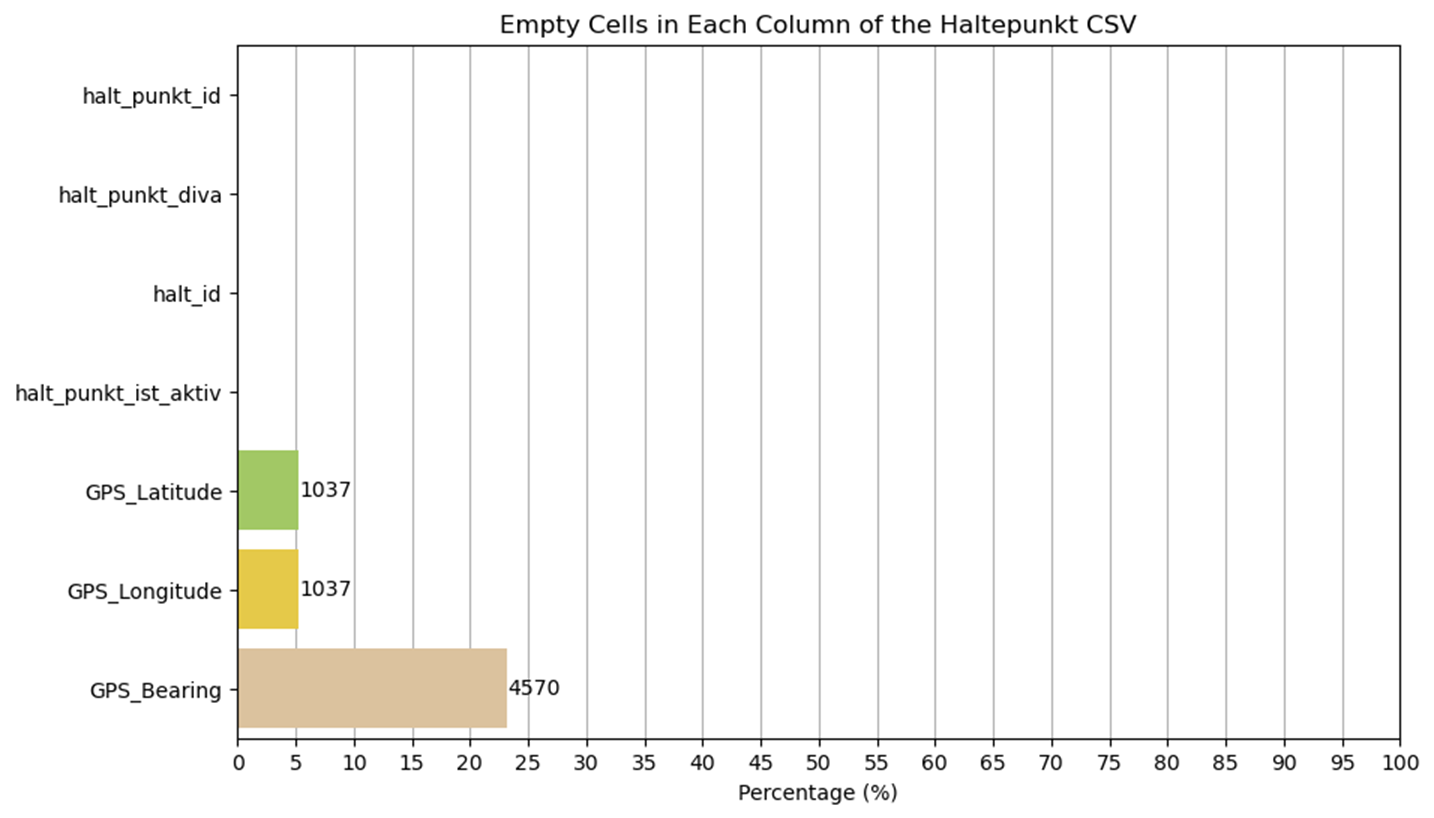 Empty Cells in Each Column of the Haltepunkt CSV
halt_punkt_id
halt_punkt_diva
halt_id
halt_punkt_ist_aktiv
GPS_Latitude 1037
GPS_Longitude 1037
GPS_Bearing 4570
0 5 10 15 20 25 30 35 40 45 50 55 60 65 70 75 80 85 90 95 100
Percentage (%)